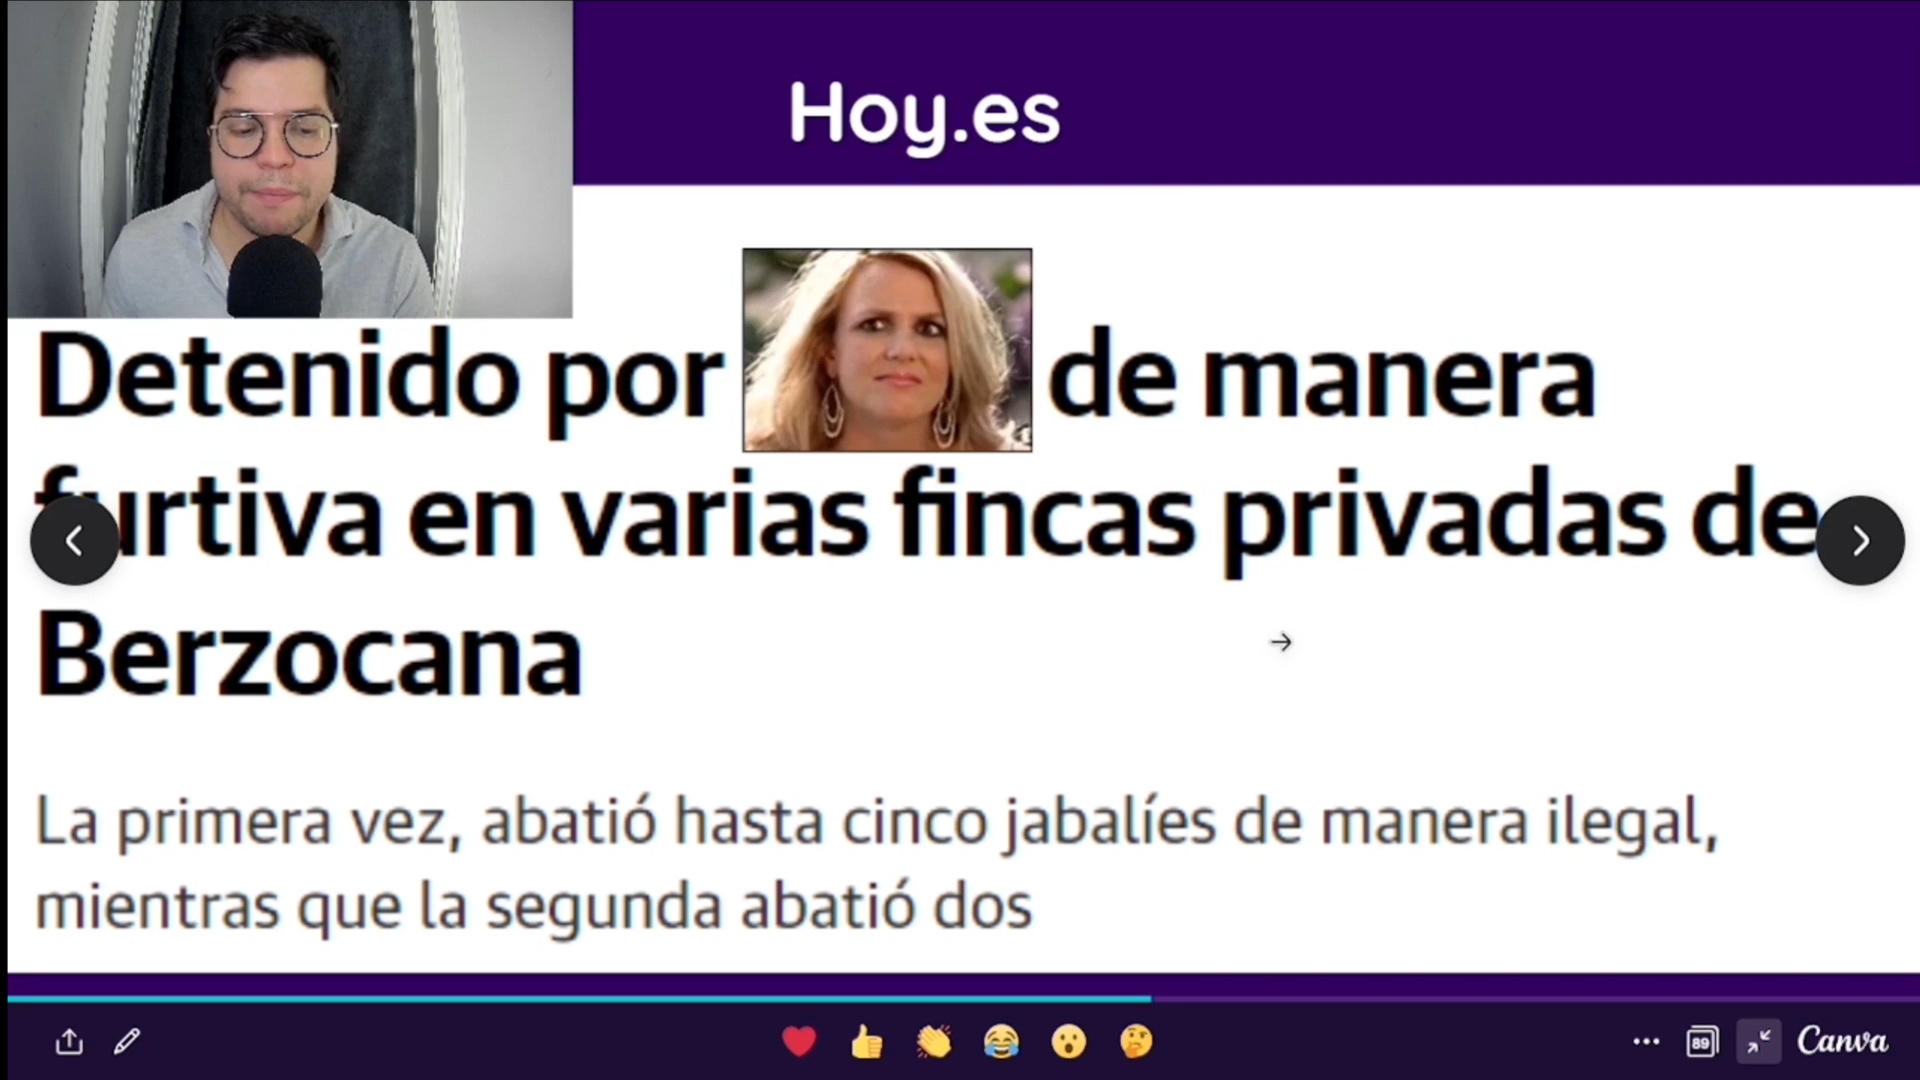 Hoy.es
Detenido por de manera
furtiva en varias fincas privadas de
Berzocana
La primera vez, abatió hasta cinco jabalíes de manera ilegal,
mientras que la segunda abatió dos
89
Canva